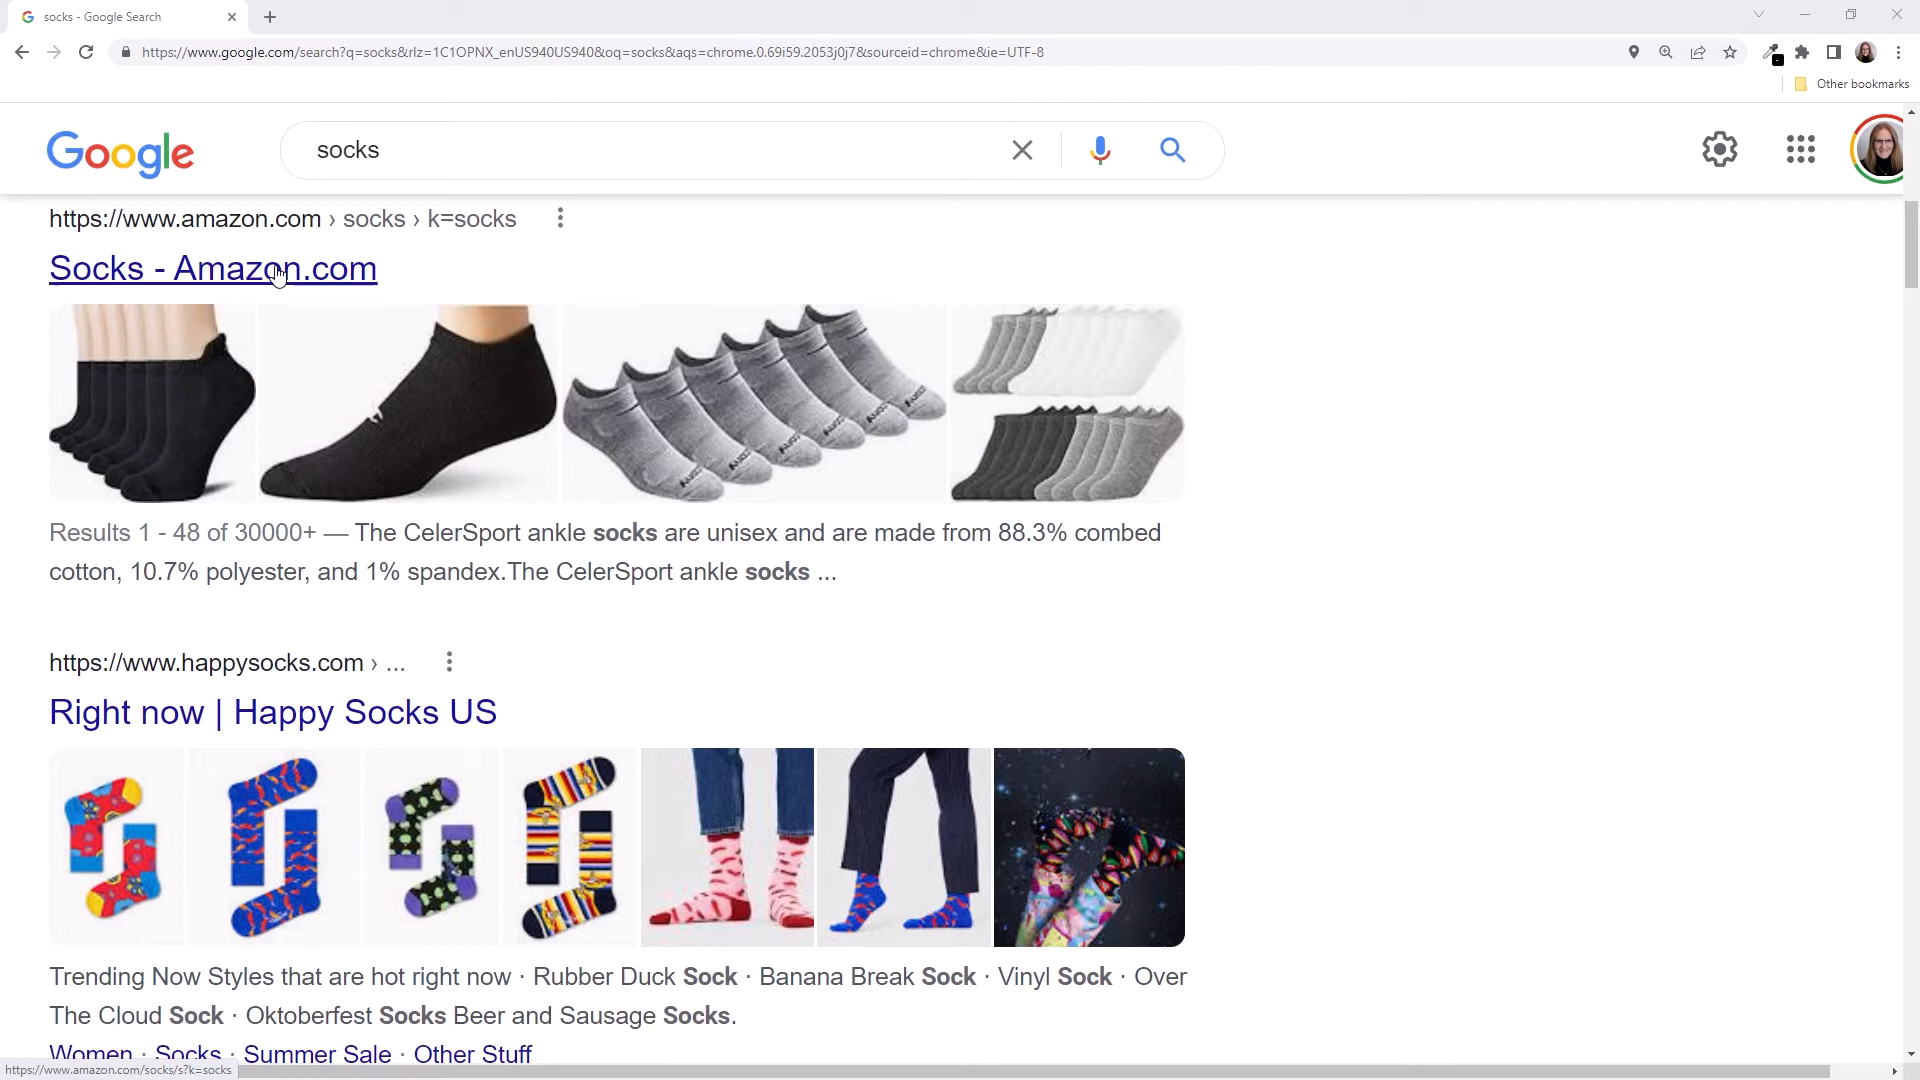 socks - Google Search
https://www.google.com/search?q=socks&rlz=1C1OPNX_enUS940US940&oq=socks&aqs=chrome.0.69i59.2053j0j7&sourceid=chrome&ie=UTF-8
Other bookmarks
Google
socks
https://www.amazon.com › socks › k=socks
Socks - Amazon.com
Results 1 - 48 of 30000+ — The CelerSport ankle socks are unisex and are made from 88.3% combed
cotton, 10.7% polyester, and 1% spandex.The CelerSport ankle socks ...
https://www.happysocks.com › ...
Right now | Happy Socks US
Trending Now Styles that are hot right now · Rubber Duck Sock · Banana Break Sock · Vinyl Sock · Over
The Cloud Sock · Oktoberfest Socks Beer and Sausage Socks.
Women · Socks · Summer Sale · Other Stuff
https://www.amazon.com/socks/s?k=socks